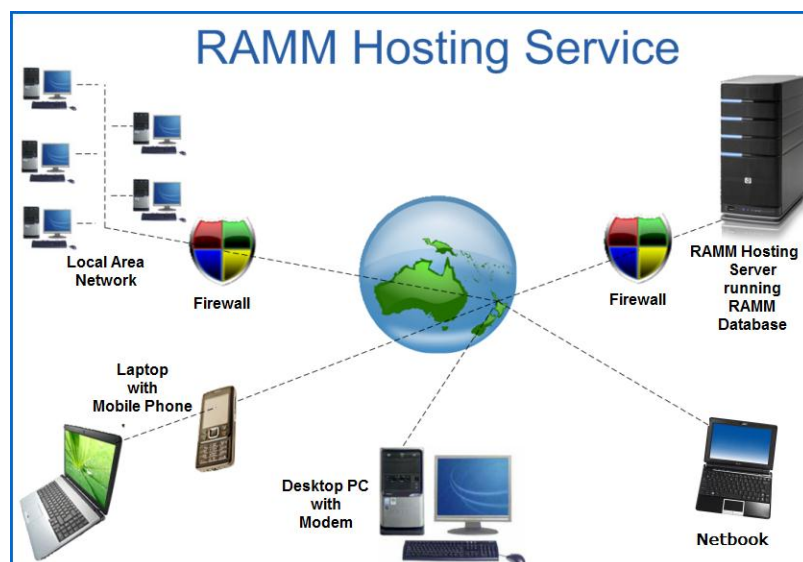 RAMM Hosting Service
Local Area
Network
Firewall
Firewall
RAMM Hosting
Server
running
RAMM
Database
Laptop
with
Mobile Phone
Desktop PC
with
Modem
Netbook